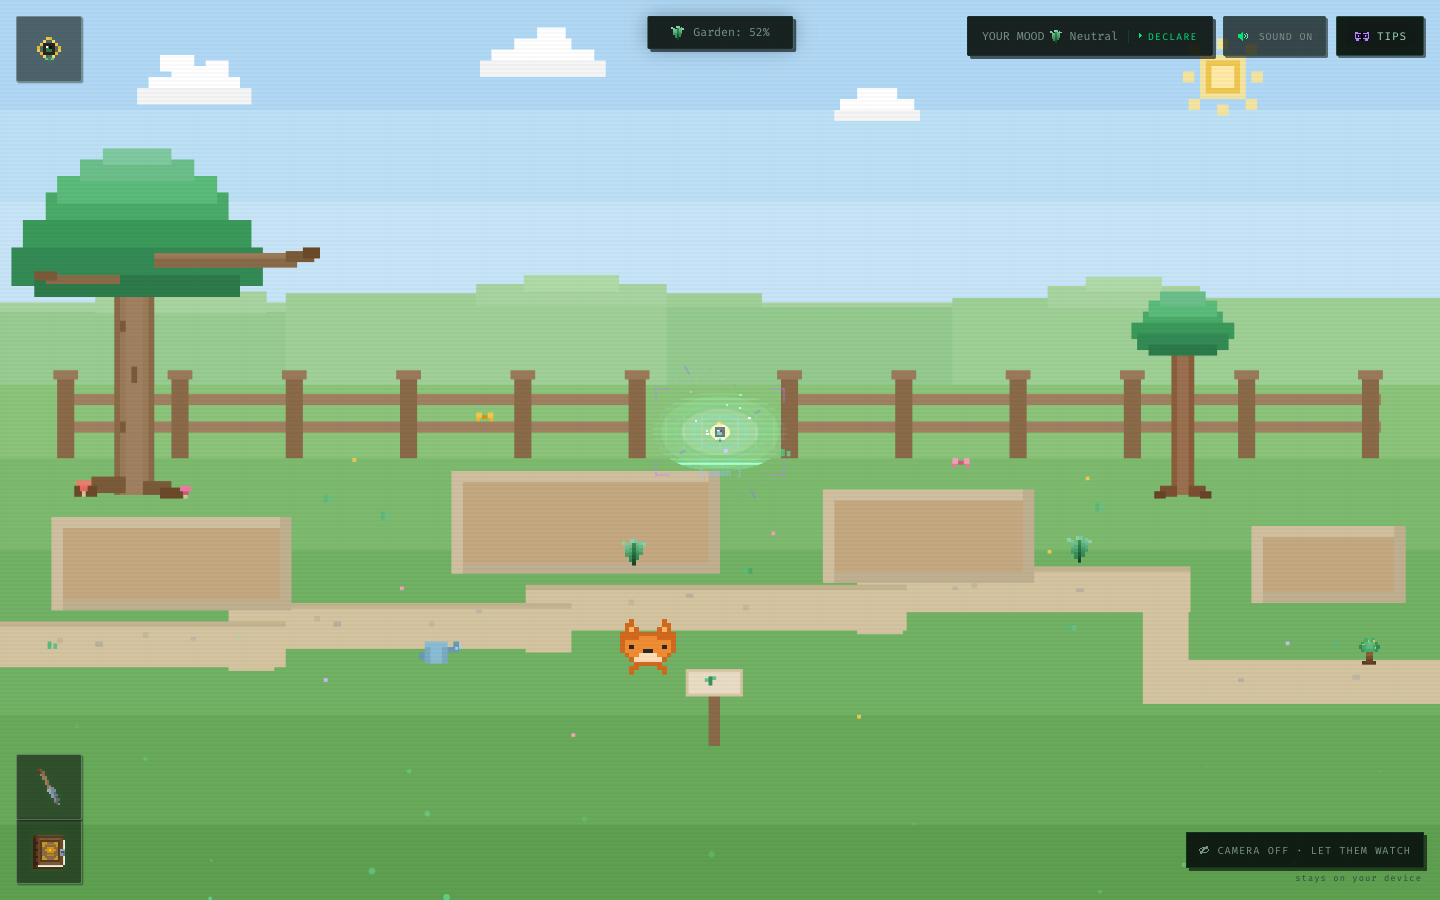 Garden: 52%
YOUR MOOD Neutral DECLARE
SOUND ON
TIPS
CAMERA OFF · LET THEM WATCH
stays on your device